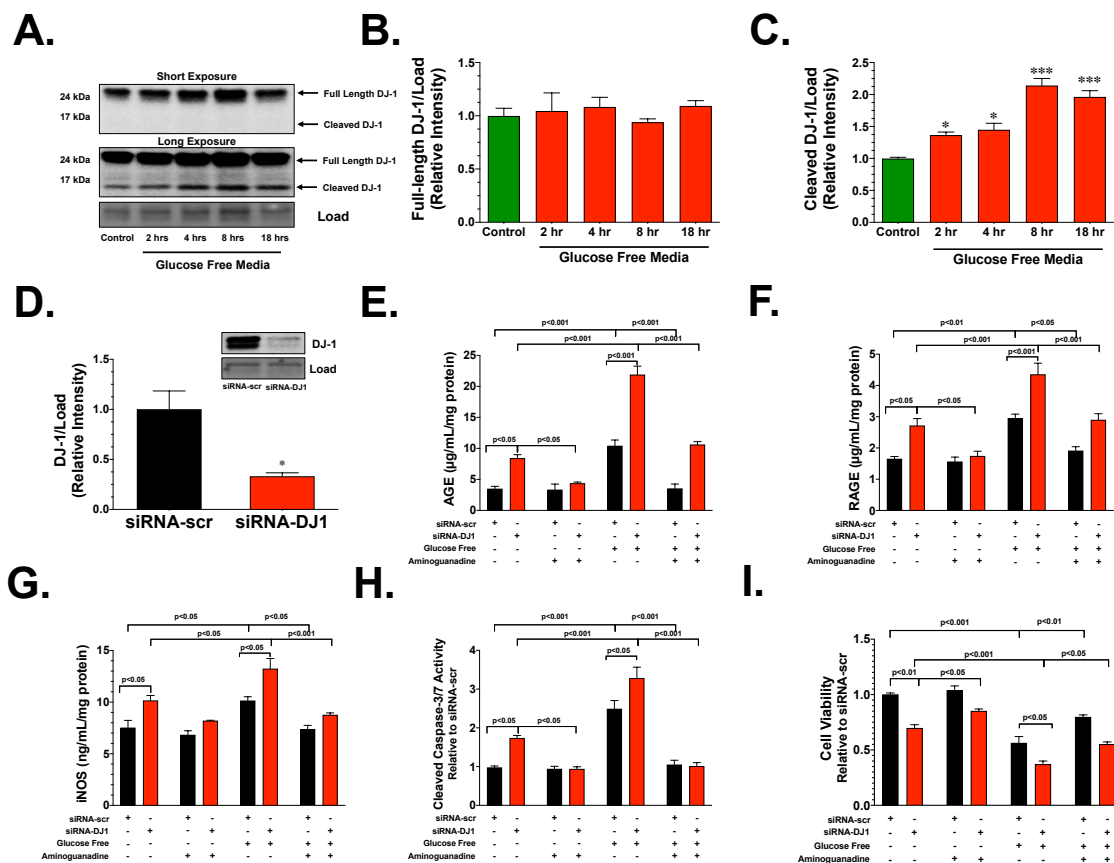 A.
Short Exposure
24 kDa
Full Length DJ-1
17 kDa
Cleaved DJ-1
Long Exposure
24 kDa
Full Length DJ-1
17 kDa
Cleaved DJ-1
Load
Control 2 hrs 4 hrs 8 hrs 18 hrs
Glucose Free Media
B.
Full-length DJ-1/Load
(Relative Intensity)
1.5
1.0
0.5
0.0
Control 2 hr 4 hr 8 hr 18 hr
Glucose Free Media
C.
Cleaved DJ-1/Load
(Relative Intensity)
2.5
2.0
1.5
1.0
0.5
0.0
* * *** ***
Control 2 hr 4 hr 8 hr 18 hr
Glucose Free Media
D.
DJ-1/Load
(Relative Intensity)
1.5
1.0
0.5
0.0
DJ-1
Load
siRNA-scr siRNA-DJ1
*
siRNA-scr siRNA-DJ1
E.
p<0.001 p<0.001
p<0.001 p<0.001
p<0.001
p<0.05 p<0.05
AGE (µg/mL/mg protein)
25
20
15
10
5
0
siRNA-scr + - + - + - + -
siRNA-DJ1 - + - + - + - +
Glucose Free - - - - + + + +
Aminoguanadine - - + + - - + +
F.
p<0.01 p<0.05
p<0.001 p<0.001
p<0.001
p<0.05 p<0.05
RAGE (µg/mL/mg protein)
5
4
3
2
1
0
siRNA-scr + - + - + - + -
siRNA-DJ1 - + - + - + - +
Glucose Free - - - - + + + +
Aminoguanadine - - + + - - + +
G.
p<0.05 p<0.05
p<0.05 p<0.001
p<0.05
p<0.05
iNOS (ng/mL/mg protein)
15
10
5
0
siRNA-scr + - + - + - + -
siRNA-DJ1 - + - + - + - +
Glucose Free - - - - + + + +
Aminoguanadine - - + + - - + +
H.
p<0.001 p<0.001
p<0.001 p<0.001
p<0.05
p<0.05 p<0.05
Cleaved Caspase-3/7 Activity
Relative to siRNA-scr
4
3
2
1
0
siRNA-scr + - + - + - + -
siRNA-DJ1 - + - + - + - +
Glucose Free - - - - + + + +
Aminoguanadine - - + + - - + +
I.
p<0.001 p<0.01
p<0.001 p<0.05
p<0.01 p<0.05
p<0.05
Cell Viability
Relative to siRNA-scr
1.5
1.0
0.5
0.0
siRNA-scr + - + - + - + -
siRNA-DJ1 - + - + - + - +
Glucose Free - - - - + + + +
Aminoguanadine - - + + - - + +